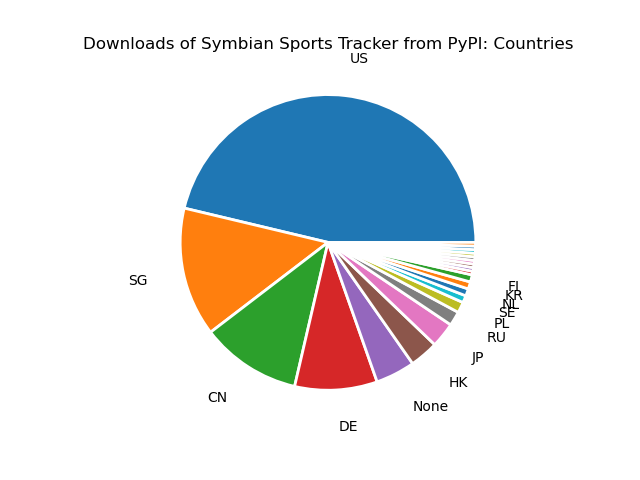 Downloads of Symbian Sports Tracker from PyPI: Countries
US
SG
CN
DE
None
HK
JP
RU
PL
SE
NL
KR
FI